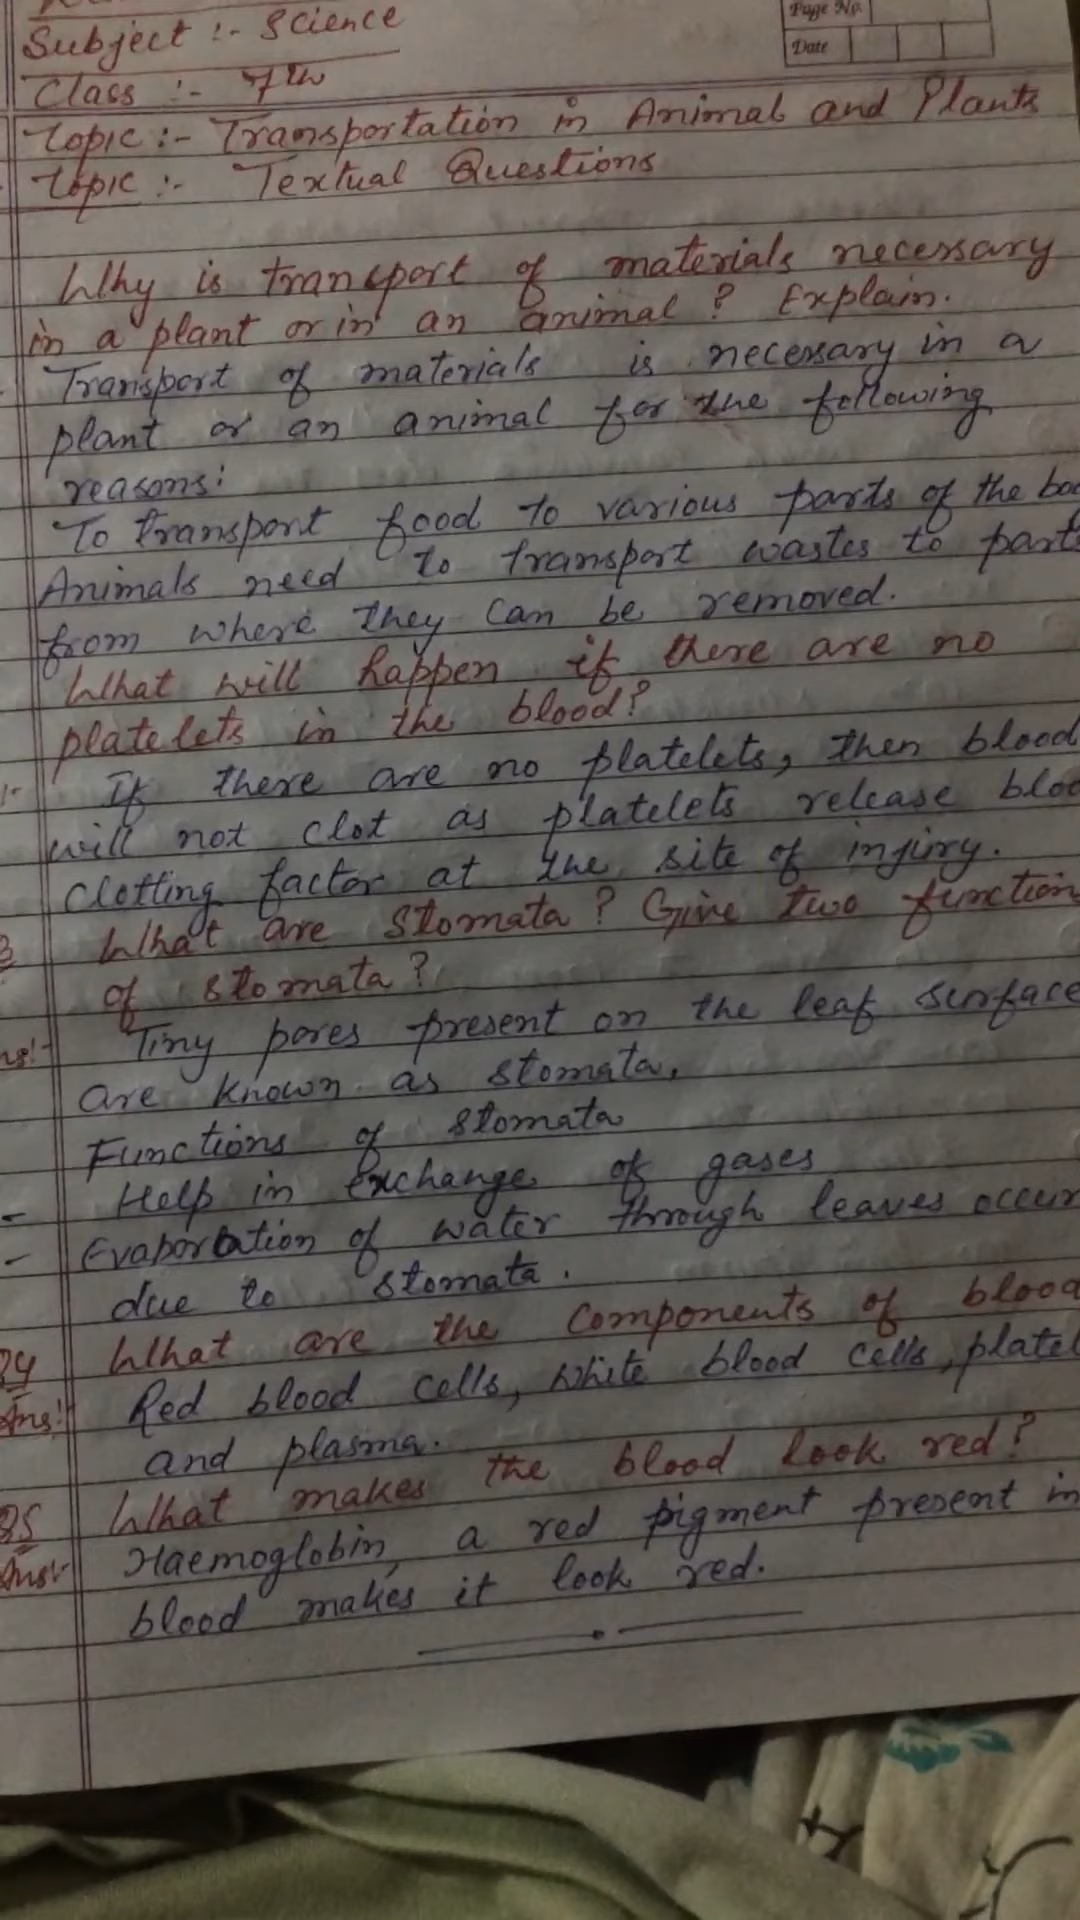 Page No.
Date
Subject :- Science
Class :- 7th
Topic :- Transportation in Animal and Plants
Topic :- Textual Questions
Why is transport of materials necessary
in a plant or in an animal? Explain.
Transport of materials is necessary in a
plant or an animal for the following
reasons:
To transport food to various parts of the bo
Animals need to transport wastes to parts
from where they can be removed.
What will happen if there are no
platelets in the blood?
If there are no platelets, then blood
will not clot as platelets release bloo
clotting factor at the site of injury.
3 What are Stomata? Give two function
of stomata?
ns:- Tiny pores present on the leaf surface
are known as stomata.
Functions of stomata
- Help in exchange of gases
- Evaporation of water through leaves occur
due to stomata.
Q4 What are the components of blood
Ans:- Red blood cells, White blood cells, platel
and plasma.
Q5 What makes the blood look red?
Ans:- Haemoglobin, a red pigment present in
blood makes it look red.